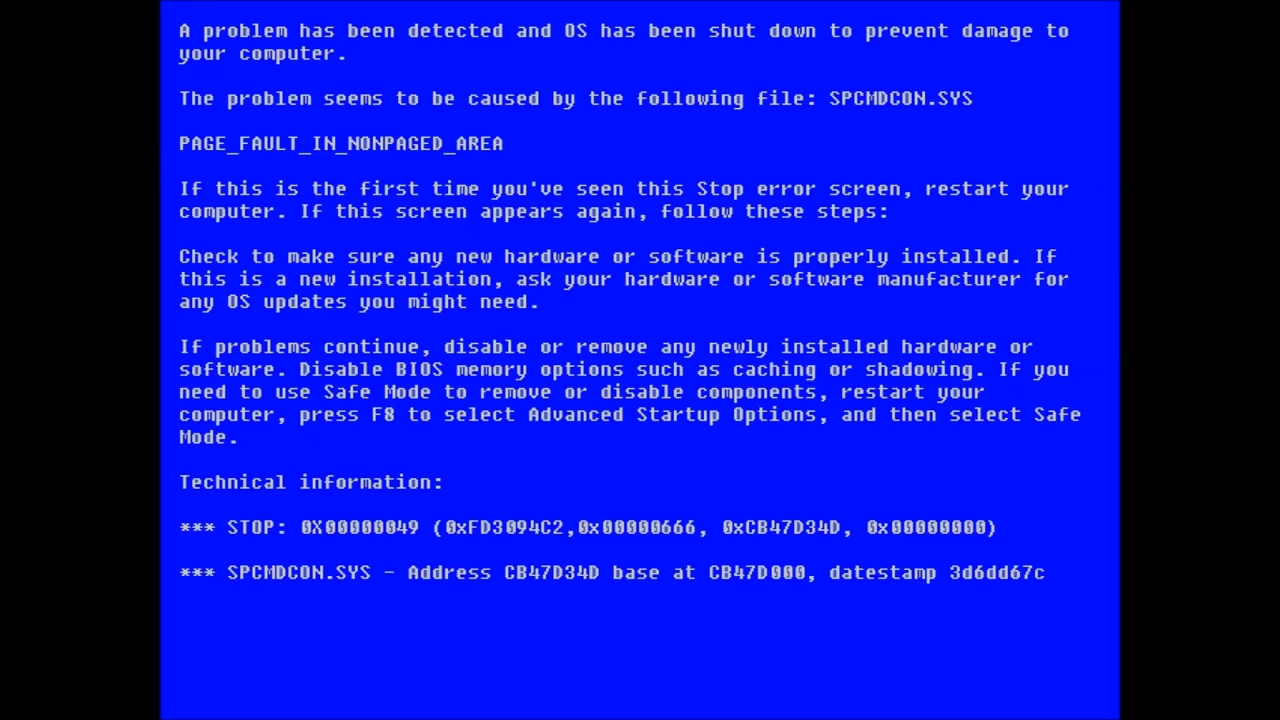 A problem has been detected and OS has been shut down to prevent damage to
your computer.
The problem seems to be caused by the following file: SPCMDCON.SYS
PAGE_FAULT_IN_NONPAGED_AREA
If this is the first time you've seen this Stop error screen, restart your
computer. If this screen appears again, follow these steps:
Check to make sure any new hardware or software is properly installed. If
this is a new installation, ask your hardware or software manufacturer for
any OS updates you might need.
If problems continue, disable or remove any newly installed hardware or
software. Disable BIOS memory options such as caching or shadowing. If you
need to use Safe Mode to remove or disable components, restart your
computer, press F8 to select Advanced Startup Options, and then select Safe
Mode.
Technical information:
*** STOP: 0X00000049 (0xFD3094C2,0x00000666, 0xCB47D34D, 0x00000000)
*** SPCMDCON.SYS - Address CB47D34D base at CB47D000, datestamp 3d6dd67c